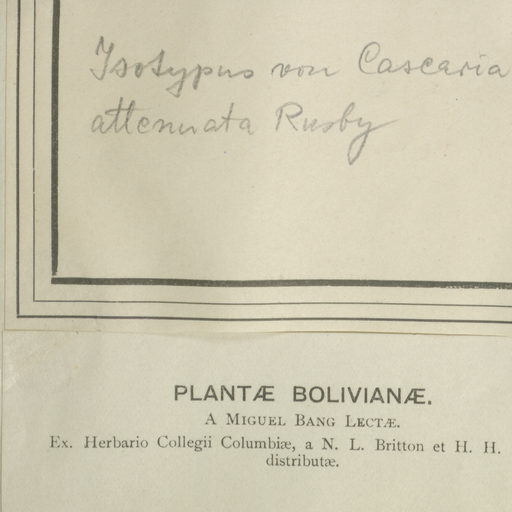 Isotypus von Cascaria
attenuata Rusby
PLANTÆ BOLIVIANÆ.
A MIGUEL BANG LECTÆ.
Ex. Herbario Collegii Columbiæ, a N. L. Britton et H. H.
distributæ.